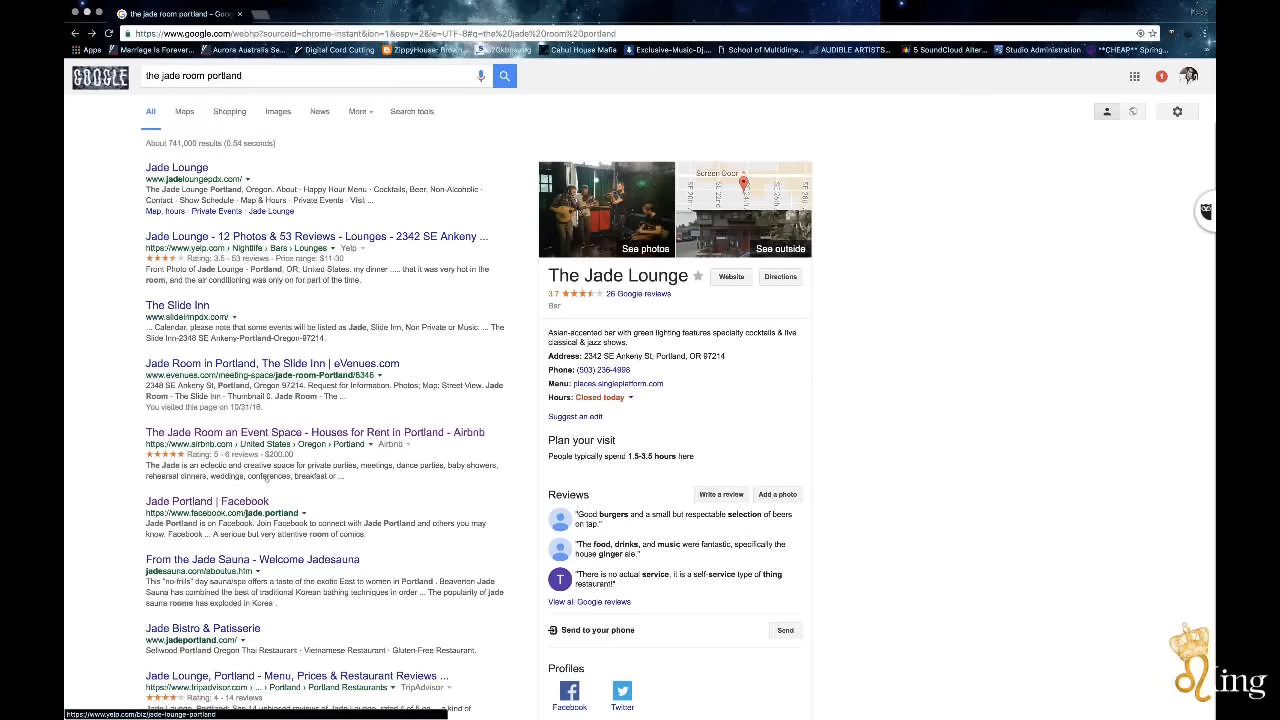 the jade room portland - Go
https://www.google.com/webhp?sourceid=chrome-instant&ion=1&espv=2&ie=UTF-8#q=the%20jade%20room%20portland
Apps Marriage Is Forever... Aurora Australis Se... Digital Cord Cutting ZippyHouse: Brown... Cahul House Mafia Exclusive-Music-Dj.... School of Multidime... AUDIBLE ARTISTS... 5 SoundCloud Alter... Studio Administration **CHEAP** Spring...
GOOGLE
the jade room portland
1
All Maps Shopping Images News More Search tools
About 741,000 results (0.54 seconds)
Jade Lounge
www.jadeloungepdx.com/
The Jade Lounge Portland, Oregon. About · Happy Hour Menu · Cocktails, Beer, Non-Alcoholic ·
Contact · Show Schedule · Map & Hours · Private Events · Visit ...
Map, hours · Private Events · Jade Lounge
Jade Lounge - 12 Photos & 53 Reviews - Lounges - 2342 SE Ankeny ...
https://www.yelp.com › Nightlife › Bars › Lounges Yelp
Rating: 3.5 - 53 reviews - Price range: $11-30
Front Photo of Jade Lounge - Portland, OR, United States. my dinner ..... that it was very hot in the
room, and the air conditioning was only on for part of the time.
The Slide Inn
www.slideinnpdx.com/
... Calendar, please note that some events will be listed as Jade, Slide Inn, Non Private or Music. ... The
Slide Inn-2348 SE Ankeny-Portland-Oregon-97214.
Jade Room in Portland, The Slide Inn | eVenues.com
www.evenues.com/meeting-space/jade-room-Portland/8346
2348 SE Ankeny St, Portland, Oregon 97214. Request for Information. Photos; Map; Street View. Jade
Room - The Slide Inn - Thumbnail 0. Jade Room - The ...
You visited this page on 10/31/16.
The Jade Room an Event Space - Houses for Rent in Portland - Airbnb
https://www.airbnb.com › United States › Oregon › Portland Airbnb
Rating: 5 - 6 reviews - $200.00
The Jade is an eclectic and creative space for private parties, meetings, dance parties, baby showers,
rehearsal dinners, weddings, conferences, breakfast or ...
Jade Portland | Facebook
https://www.facebook.com/jade.portland
Jade Portland is on Facebook. Join Facebook to connect with Jade Portland and others you may
know. Facebook ... A serious but very attentive room of comics.
From the Jade Sauna - Welcome Jadesauna
jadesauna.com/aboutus.htm
This "no-frills" day sauna/spa offers a taste of the exotic East to women in Portland . Beaverton Jade
Sauna has combined the best of traditional Korean bathing techniques in order ... The popularity of jade
sauna rooms has exploded in Korea .
Jade Bistro & Patisserie
www.jadeportland.com/
Sellwood Portland Oregon Thai Restaurant · Vietnamese Restaurant · Gluten-Free Restaurant.
Jade Lounge, Portland - Menu, Prices & Restaurant Reviews ...
https://www.tripadvisor.com › ... › Portland › Portland Restaurants TripAdvisor
Rating: 4 - 14 reviews
https://www.yelp.com/biz/jade-lounge-portland
Screen Door
See photos
See outside
The Jade Lounge
Website
Directions
3.7 26 Google reviews
Bar
Asian-accented bar with green lighting features specialty cocktails & live
classical & jazz shows.
Address: 2342 SE Ankeny St, Portland, OR 97214
Phone: (503) 236-4998
Menu: places.singleplatform.com
Hours: Closed today
Suggest an edit
Plan your visit
People typically spend 1.5-3.5 hours here
Reviews
Write a review
Add a photo
"Good burgers and a small but respectable selection of beers
on tap."
"The food, drinks, and music were fantastic, specifically the
house ginger ale."
T
"There is no actual service, it is a self-service type of thing
restaurant!"
View all Google reviews
Send to your phone
Send
Profiles
Facebook
Twitter
King